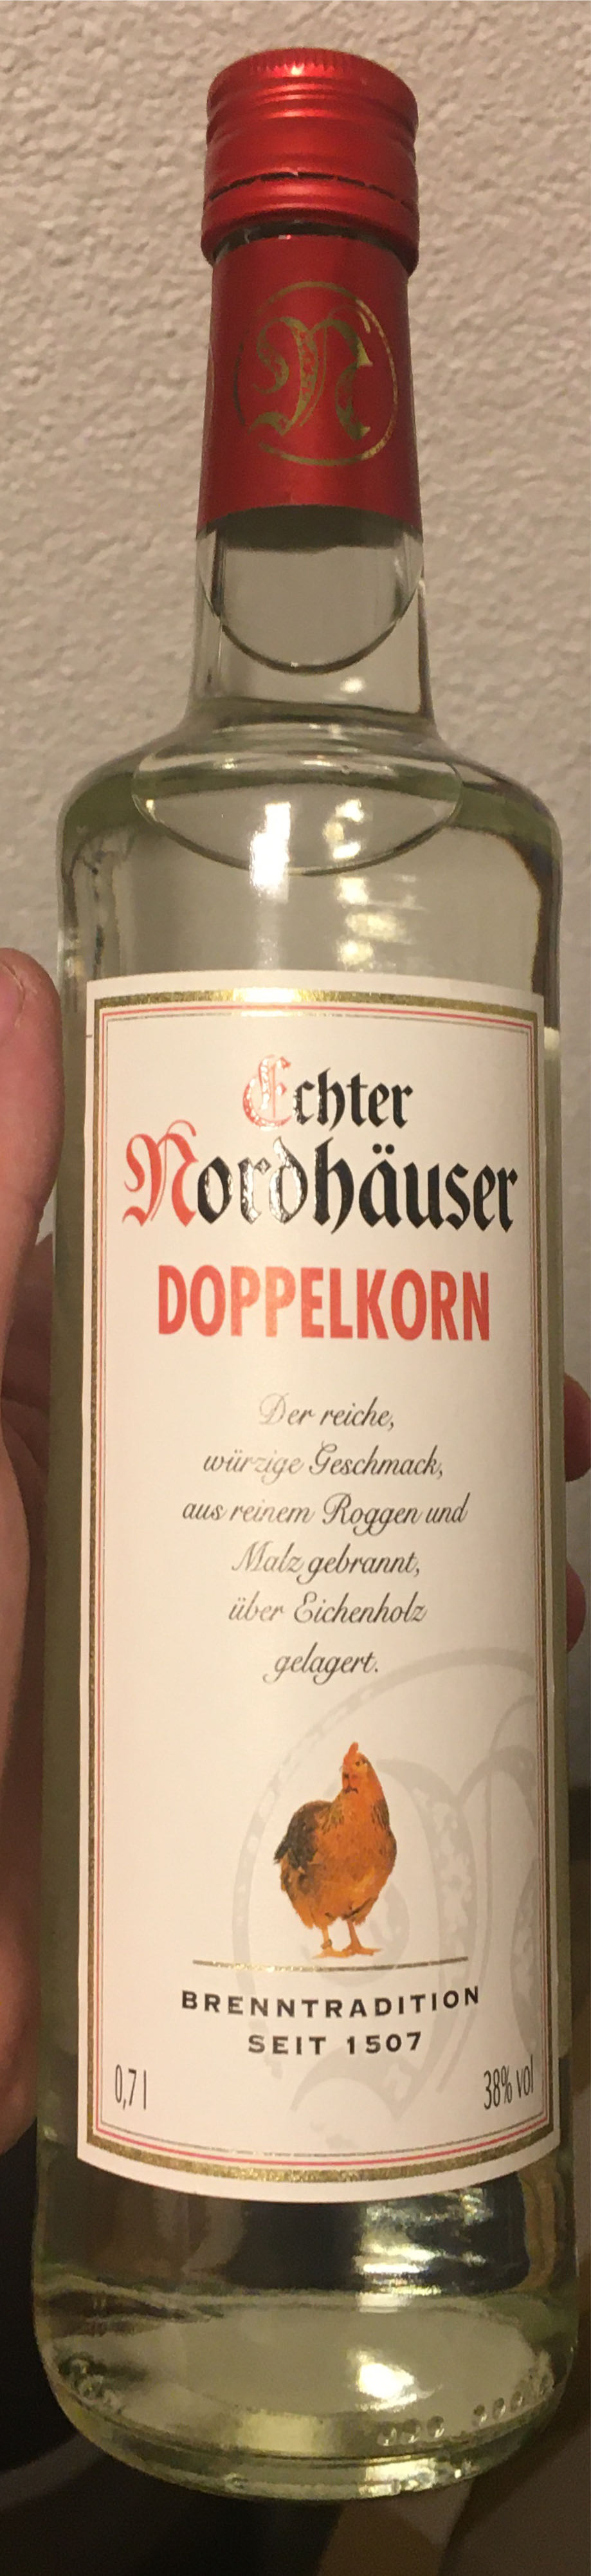 N
Echter
Nordhäuser
DOPPELKORN
Der reiche,
würzige Geschmack,
aus reinem Roggen und
Malz gebrannt,
über Eichenholz
gelagert.
BRENNTRADITION
SEIT 1507
0,7 l
38% vol